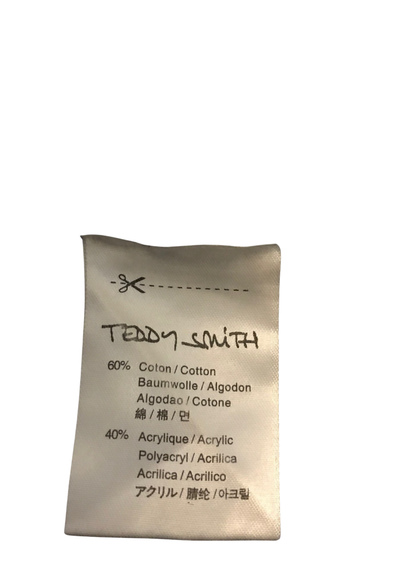 TEDDY SMITH
60% Coton / Cotton
Baumwolle / Algodon
Algodao / Cotone
綿 / 棉 / 면
40% Acrylique / Acrylic
Polyacryl / Acrilica
Acrilica / Acrilico
アクリル / 腈纶 / 아크릴